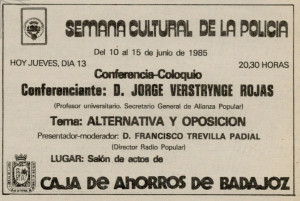 SEMANA CULTURAL DE LA POLICIA
Del 10 al 15 de junio de 1985
HOY JUEVES, DIA 13 20,30 HORAS
Conferencia-Coloquio
Conferenciante: D. JORGE VERSTRYNGE ROJAS
(Profesor universitario. Secretario General de Alianza Popular)
Tema: ALTERNATIVA Y OPOSICION
Presentador-moderador: D. FRANCISCO TREVILLA PADIAL
(Director Radio Popular)
LUGAR: Salón de actos de
CAJA DE AHORROS DE BADAJOZ